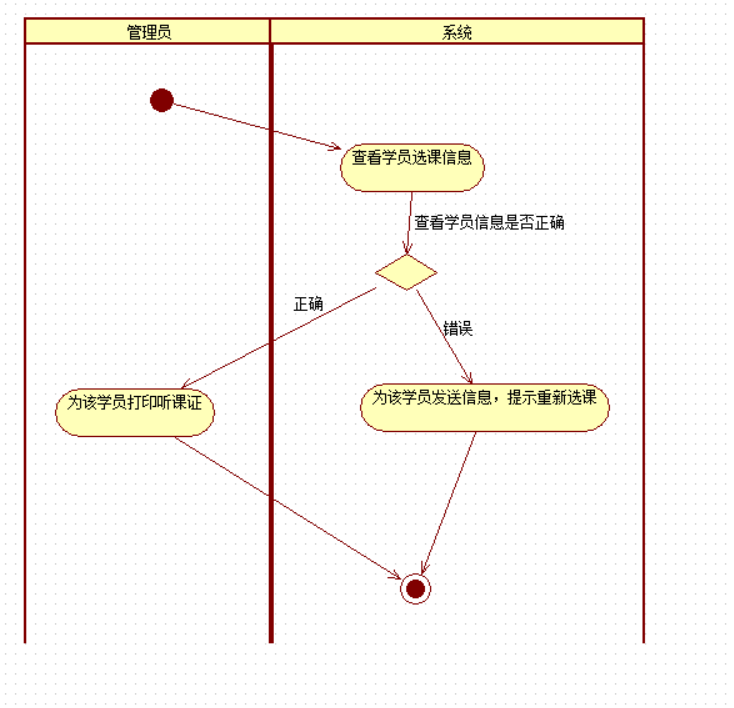 管理员
系统
查看学员选课信息
查看学员信息是否正确
正确
错误
为该学员打印听课证
为该学员发送信息，提示重新选课